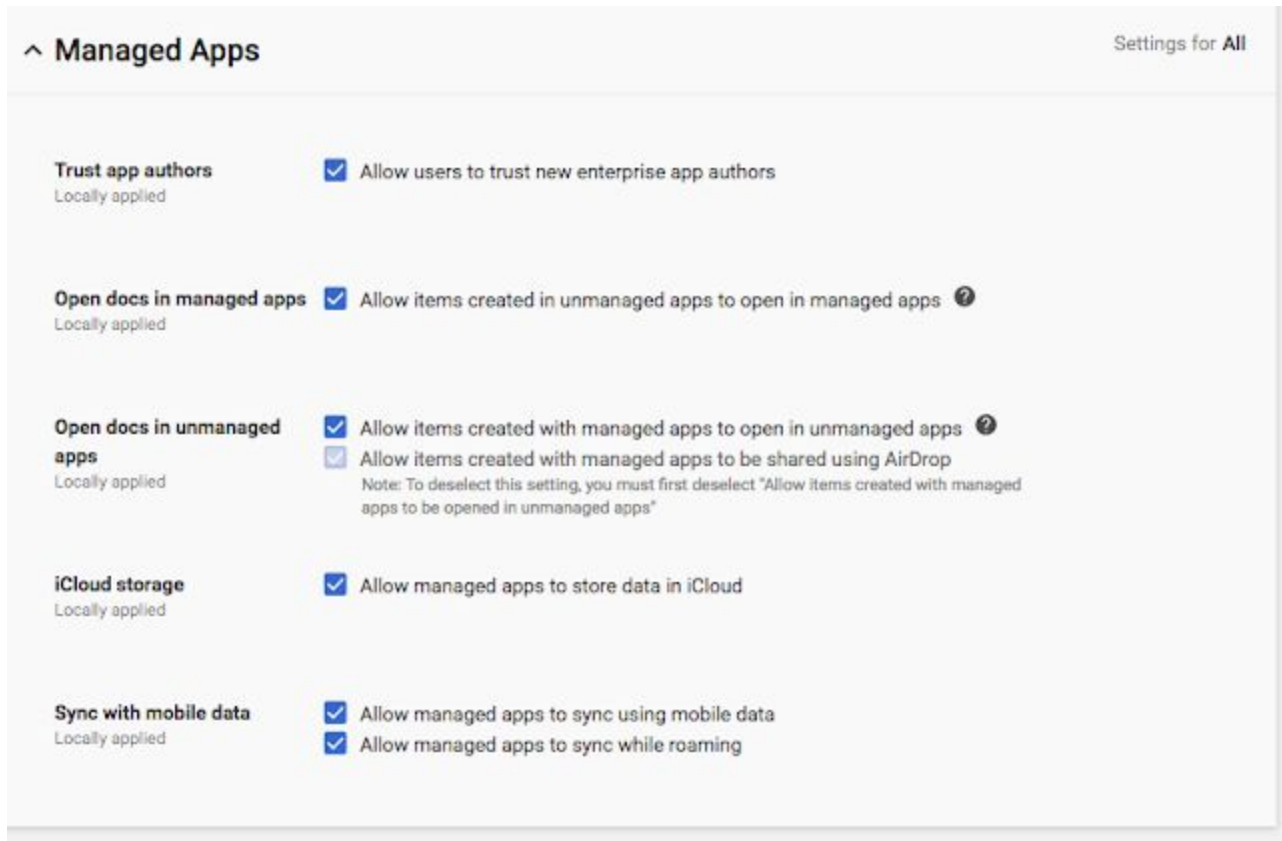 Managed Apps
Settings for All
Trust app authors
Locally applied
Allow users to trust new enterprise app authors
Open docs in managed apps
Locally applied
Allow items created in unmanaged apps to open in managed apps
Open docs in unmanaged
apps
Locally applied
Allow items created with managed apps to open in unmanaged apps
Allow items created with managed apps to be shared using AirDrop
Note: To deselect this setting, you must first deselect "Allow items created with managed
apps to be opened in unmanaged apps"
iCloud storage
Locally applied
Allow managed apps to store data in iCloud
Sync with mobile data
Locally applied
Allow managed apps to sync using mobile data
Allow managed apps to sync while roaming